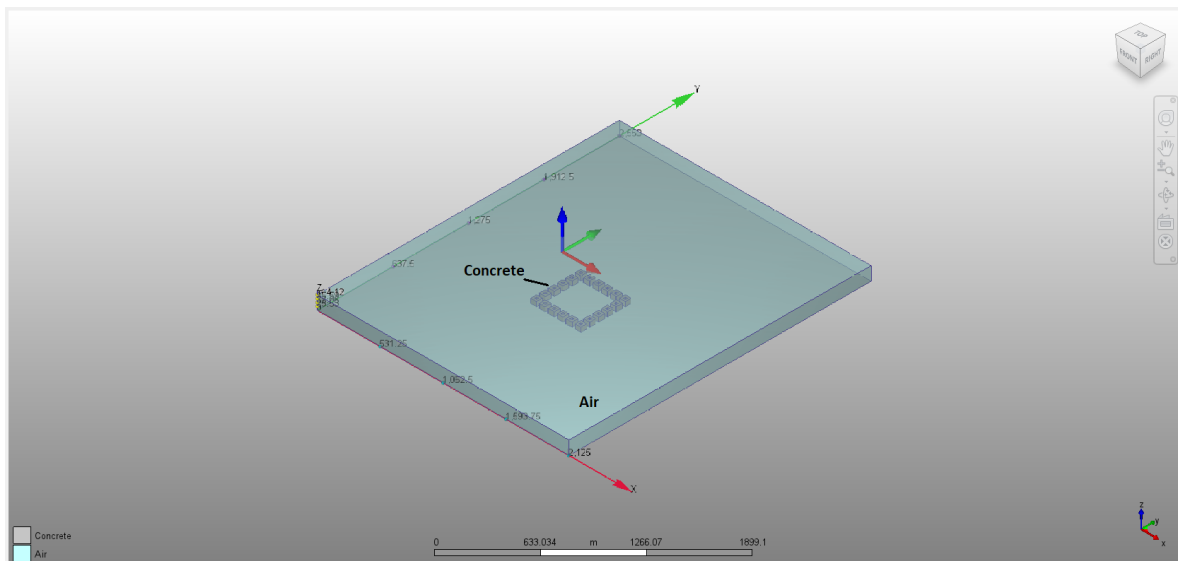 TOP
FRONT
RIGHT
Y
2,550
1,912.5
1,275
637.5
Concrete
Z
531.25
1,062.5
1,593.75
Air
2,125
X
Concrete
Air
0
633.034
m
1266.07
1899.1
z
y
x